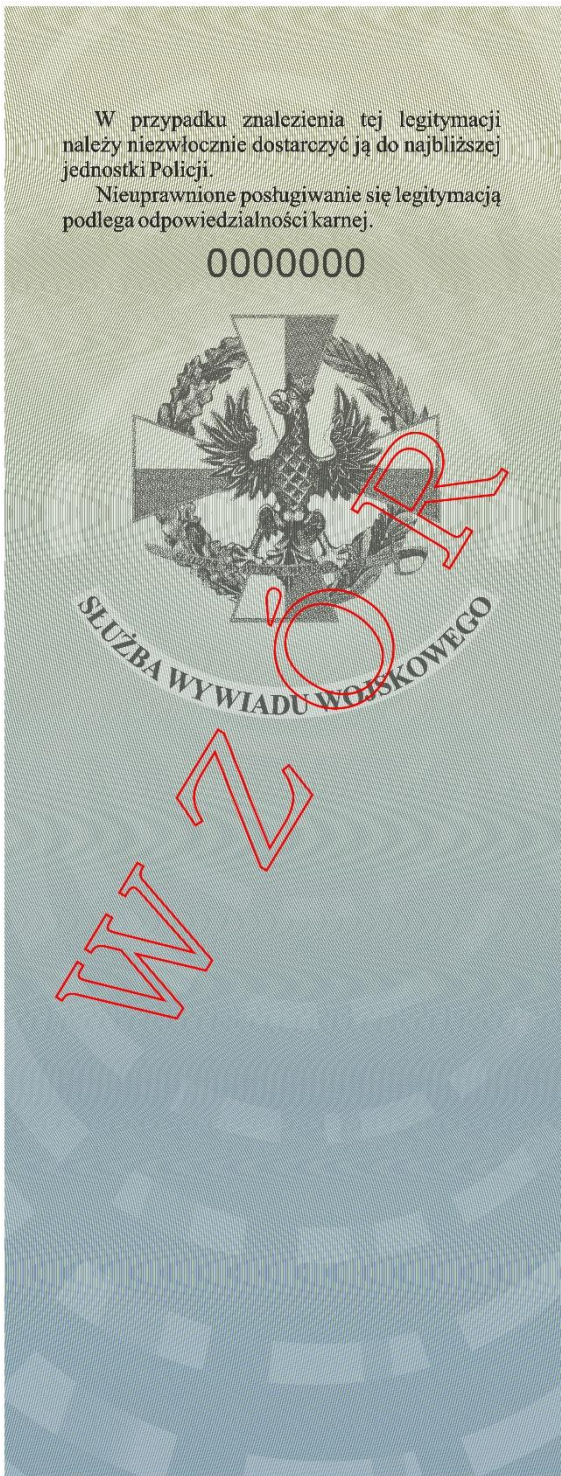 W przypadku znalezienia tej legitymacji
należy niezwłocznie dostarczyć ją do najbliższej
jednostki Policji.
Nieuprawnione posługiwanie się legitymacją
podlega odpowiedzialności karnej.
0000000
SŁUŻBA WYWIADU WOJSKOWEGO
WZÓR